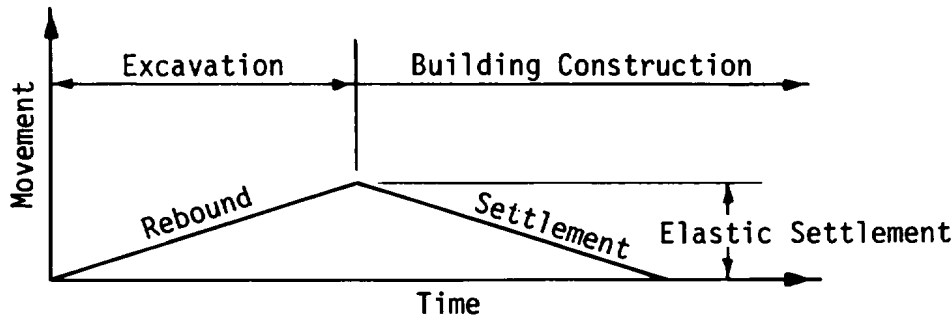 Excavation
Building Construction
Movement
Rebound
Settlement
Elastic Settlement
Time